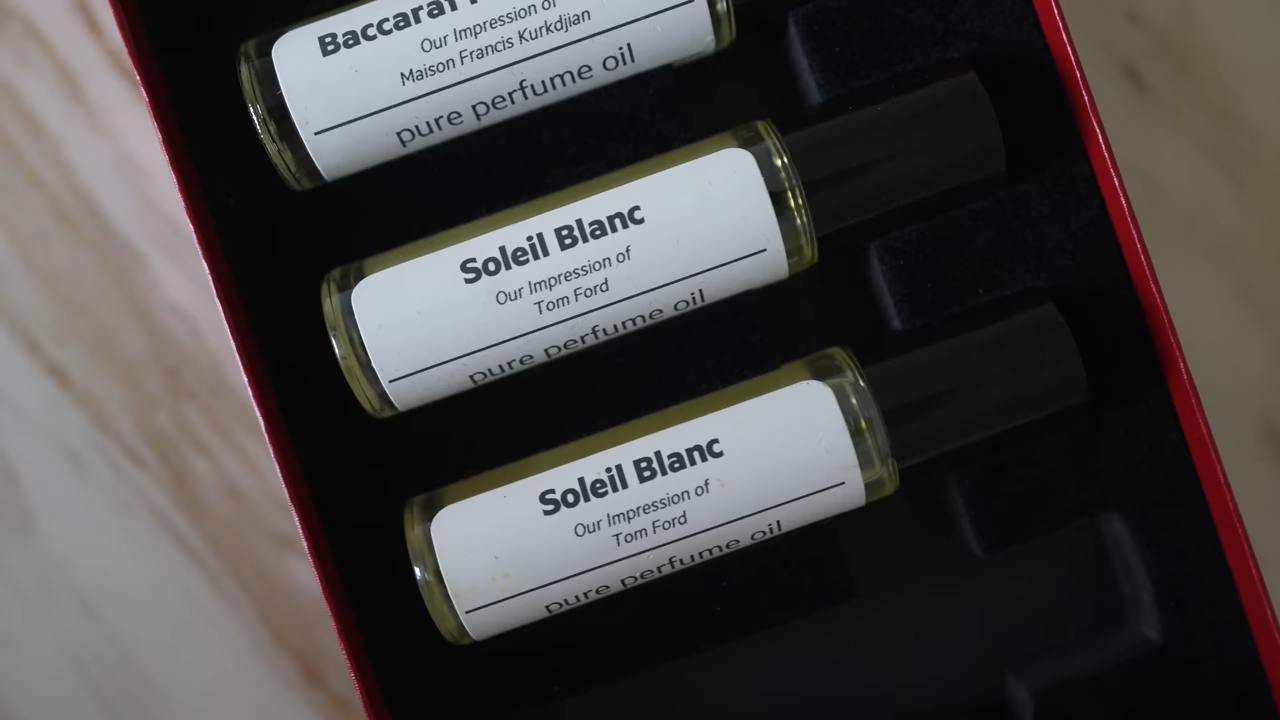 Baccarat
Our Impression of
Maison Francis Kurkdjian
pure perfume oil
Soleil Blanc
Our Impression of
Tom Ford
pure perfume oil
Soleil Blanc
Our Impression of
Tom Ford
pure perfume oil